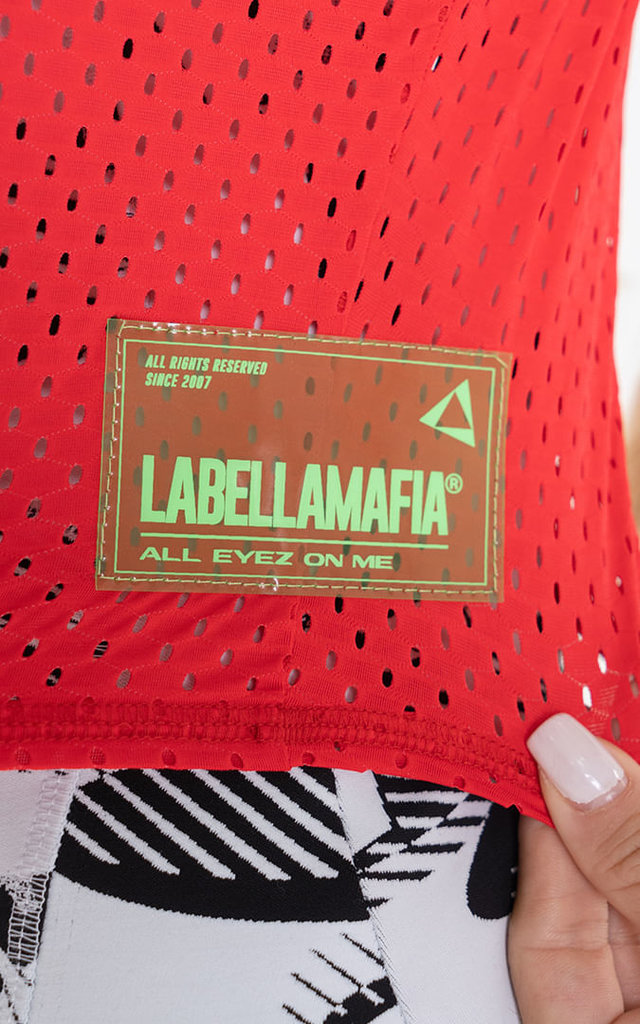 ALL RIGHTS RESERVED
SINCE 2007
LABELLAMAFIA®
ALL EYEZ ON ME